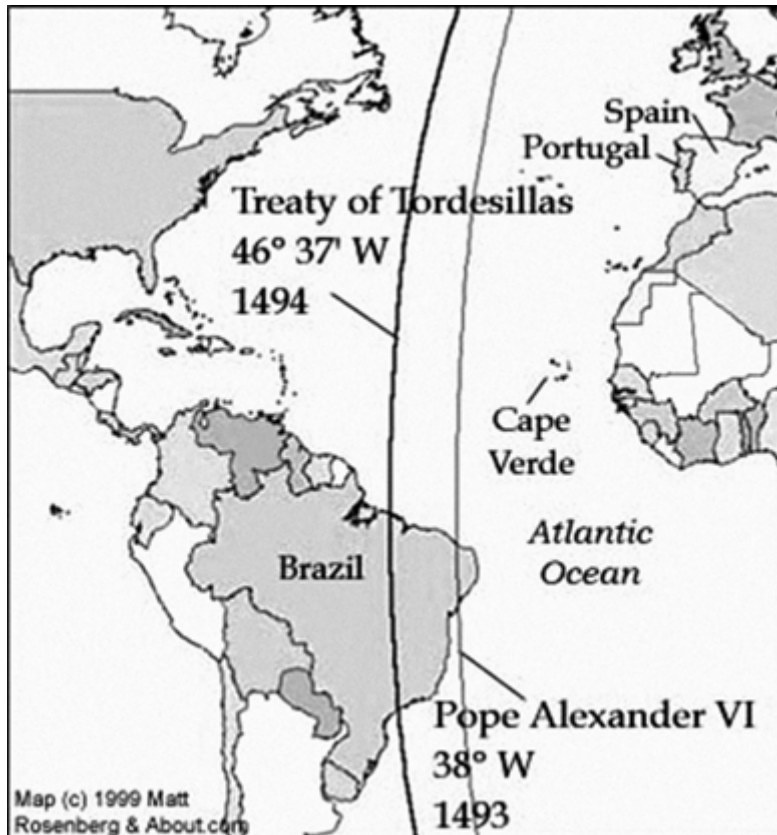 Spain
Portugal
Treaty of Tordesillas
46° 37' W
1494
Cape
Verde
Atlantic
Ocean
Brazil
Pope Alexander VI
38° W
1493
Map (c) 1999 Matt
Rosenberg & About.com